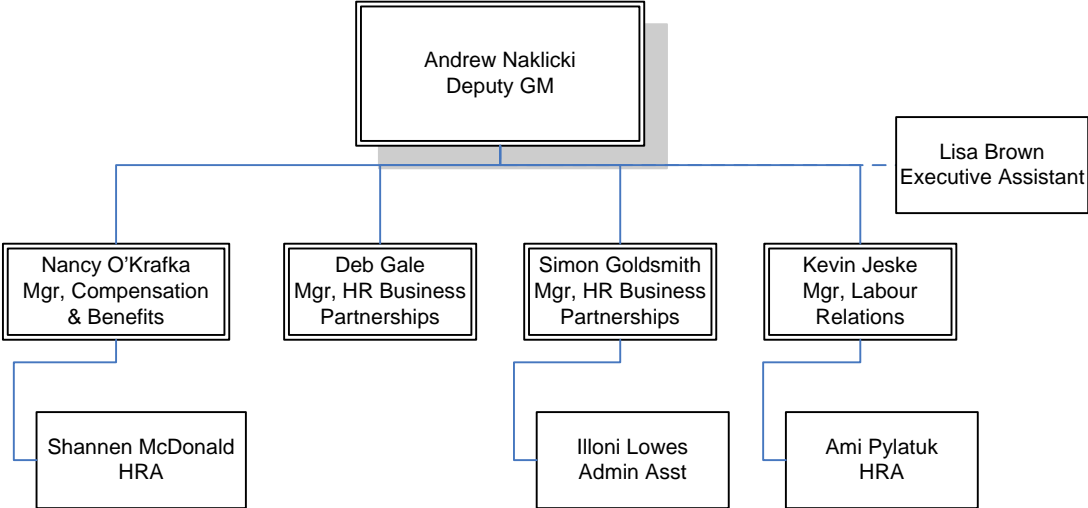 Andrew Naklicki
Deputy GM
Lisa Brown
Executive Assistant
Nancy O’Krafka
Mgr, Compensation
& Benefits
Deb Gale
Mgr, HR Business
Partnerships
Simon Goldsmith
Mgr, HR Business
Partnerships
Kevin Jeske
Mgr, Labour
Relations
Shannen McDonald
HRA
Illoni Lowes
Admin Asst
Ami Pylatuk
HRA